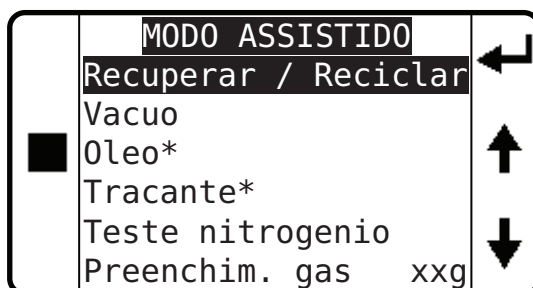 MODO ASSISTIDO
Recuperar / Reciclar
Vacuo
Oleo*
Tracante*
Teste nitrogenio
Preenchim. gas xxg